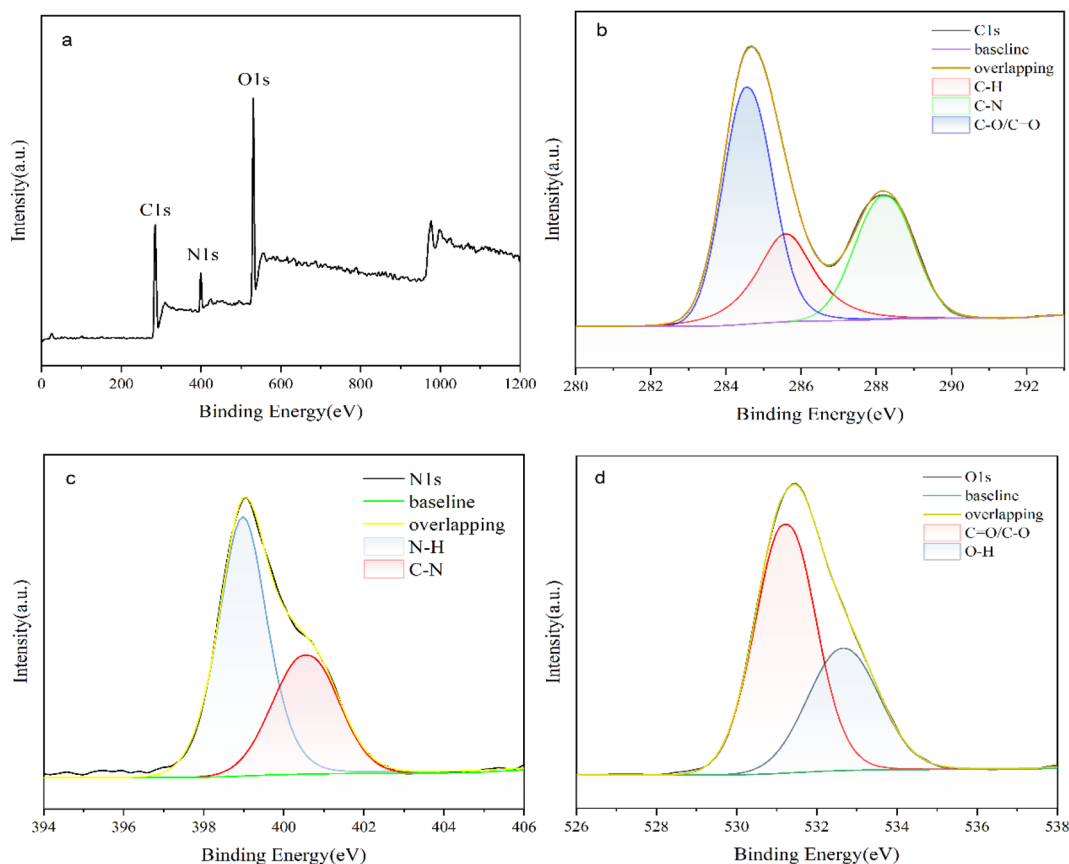 a
O1s
C1s
N1s
Intensity(a.u.)
0 200 400 600 800 1000 1200
Binding Energy(eV)
b
C1s
baseline
overlapping
C-H
C-N
C-O/C=O
Intensity(a.u.)
280 282 284 286 288 290 292
Binding Energy(eV)
c
N1s
baseline
overlapping
N-H
C-N
Intensity(a.u.)
394 396 398 400 402 404 406
Binding Energy(eV)
d
O1s
baseline
overlapping
C=O/C-O
O-H
Intensity(a.u.)
526 528 530 532 534 536 538
Binding Energy(eV)